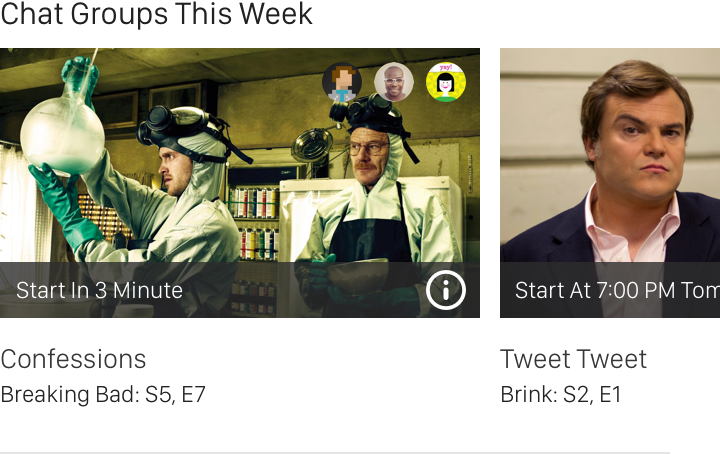 Chat Groups This Week
yay!
Start In 3 Minute
Start At 7:00 PM Tom
Confessions
Tweet Tweet
Breaking Bad: S5, E7
Brink: S2, E1